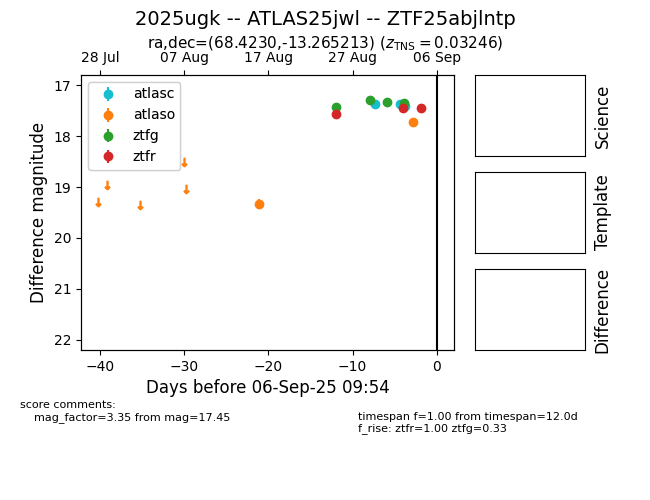 2025ugk -- ATLAS25jwl -- ZTF25abjlntp
ra,dec=(68.4230,-13.265213) (zTNS = 0.03246)
28 Jul 07 Aug 17 Aug 27 Aug 06 Sep
atlasc
atlaso
ztfg
ztfr
17
18
19
20
21
22
Difference magnitude
−40 −30 −20 −10 0
Days before 06-Sep-25 09:54
Science
Template
Difference
score comments:
mag_factor=3.35 from mag=17.45
timespan f=1.00 from timespan=12.0d
f_rise: ztfr=1.00 ztfg=0.33